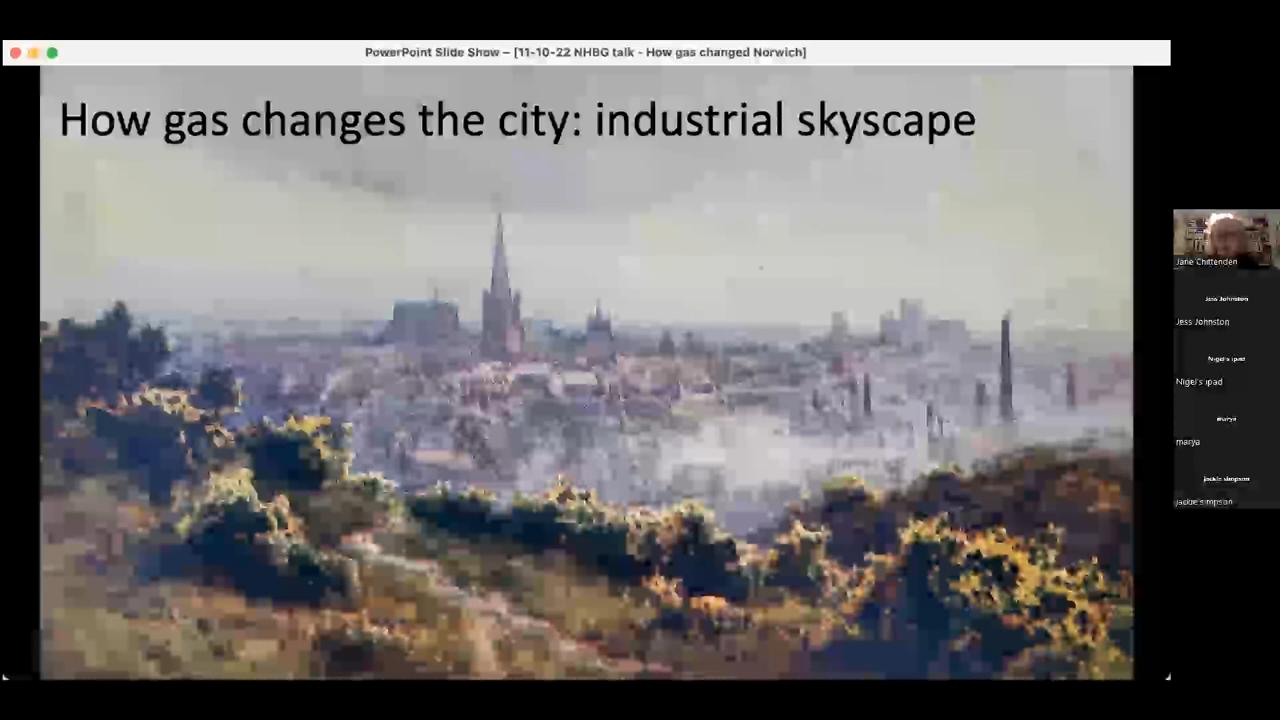 PowerPoint Slide Show – [11-10-22 NHBG talk - How gas changed Norwich]
How gas changes the city: industrial skyscape
Jane Chittenden
Jess Johnston
Jess Johnston
Nigel's ipad
Nigel's ipad
marya
marya
jackie simpson
jackie simpson